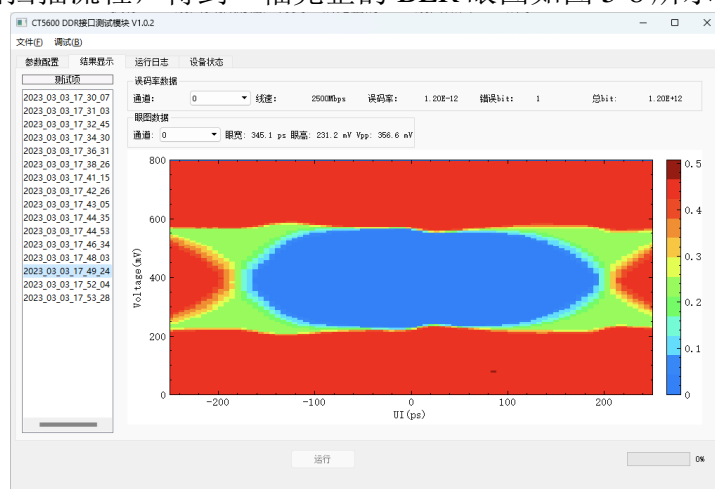 CT5600 DDR接口测试模块 V1.0.2
文件(F) 调试(B)
参数配置 结果显示 运行日志 设备状态
测试项
2023_03_03_17_30_07
2023_03_03_17_31_03
2023_03_03_17_32_45
2023_03_03_17_34_30
2023_03_03_17_36_31
2023_03_03_17_38_26
2023_03_03_17_41_15
2023_03_03_17_42_26
2023_03_03_17_43_05
2023_03_03_17_44_35
2023_03_03_17_44_53
2023_03_03_17_46_34
2023_03_03_17_48_03
2023_03_03_17_49_24
2023_03_03_17_52_04
2023_03_03_17_53_28
误码率数据
通道: 0 线速: 2500Mbps 误码率: 1.20E-12 错误bit: 1 总bit: 1.20E+12
眼图数据
通道: 0 眼宽: 345.1 ps 眼高: 231.2 mV Vpp: 356.6 mV
Voltage(mV)
800
600
400
200
0
-200 -100 0 100 200
UI(ps)
0.5
0.4
0.3
0.2
0.1
0
运行
0%